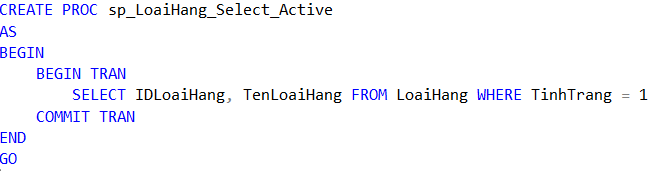 CREATE PROC sp_LoaiHang_Select_Active
AS
BEGIN
    BEGIN TRAN
        SELECT IDLoaiHang, TenLoaiHang FROM LoaiHang WHERE TinhTrang = 1
    COMMIT TRAN
END
GO